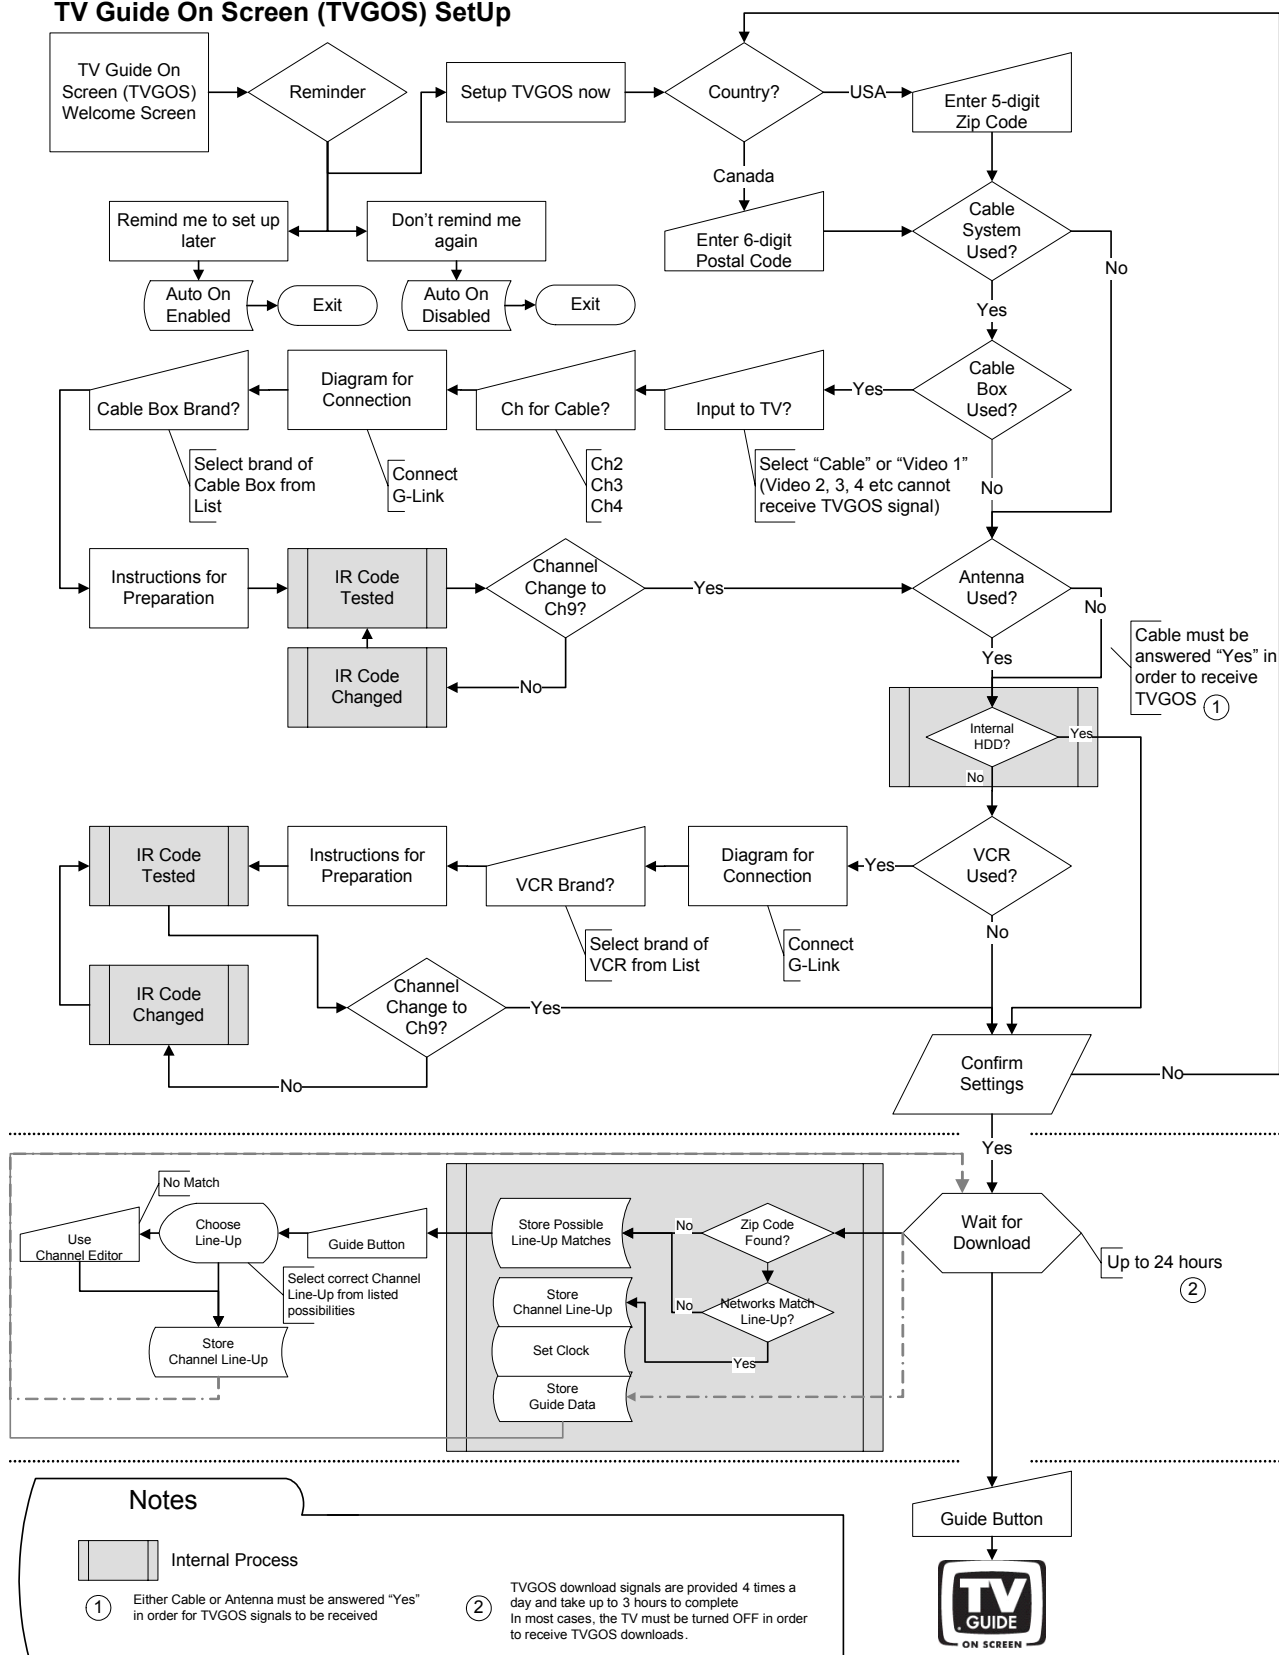 TV Guide On Screen (TVGOS) SetUp
TV Guide On
Screen (TVGOS)
Welcome Screen
Reminder
Setup TVGOS now
Country?
USA
Enter 5-digit
Zip Code
Canada
Enter 6-digit
Postal Code
Cable
System
Used?
No
Yes
Remind me to set up
later
Don't remind me
again
Auto On
Enabled
Exit
Auto On
Disabled
Exit
Cable Box Brand?
Diagram for
Connection
Ch for Cable?
Input to TV?
Yes
Cable
Box
Used?
No
Select brand of
Cable Box from
List
Connect
G-Link
Ch2
Ch3
Ch4
Select “Cable” or “Video 1”
(Video 2, 3, 4 etc cannot
receive TVGOS signal)
Instructions for
Preparation
IR Code
Tested
Channel
Change to
Ch9?
Yes
Antenna
Used?
No
Yes
IR Code
Changed
No
Cable must be
answered “Yes” in
order to receive
TVGOS
1
Internal
HDD?
Yes
No
IR Code
Tested
Instructions for
Preparation
VCR Brand?
Diagram for
Connection
Yes
VCR
Used?
No
Select brand of
VCR from List
Connect
G-Link
IR Code
Changed
Channel
Change to
Ch9?
Yes
No
Confirm
Settings
No
Yes
No Match
Use
Channel Editor
Choose
Line-Up
Guide Button
Store Possible
Line-Up Matches
No
Zip Code
Found?
Wait for
Download
Up to 24 hours
2
Select correct Channel
Line-Up from listed
possibilities
Store
Channel Line-Up
No
Networks Match
Line-Up?
Yes
Store
Channel Line-Up
Set Clock
Store
Guide Data
Guide Button
TV
GUIDE
ON SCREEN
Notes
Internal Process
1
Either Cable or Antenna must be answered “Yes”
in order for TVGOS signals to be received
2
TVGOS download signals are provided 4 times a
day and take up to 3 hours to complete
In most cases, the TV must be turned OFF in order
to receive TVGOS downloads.